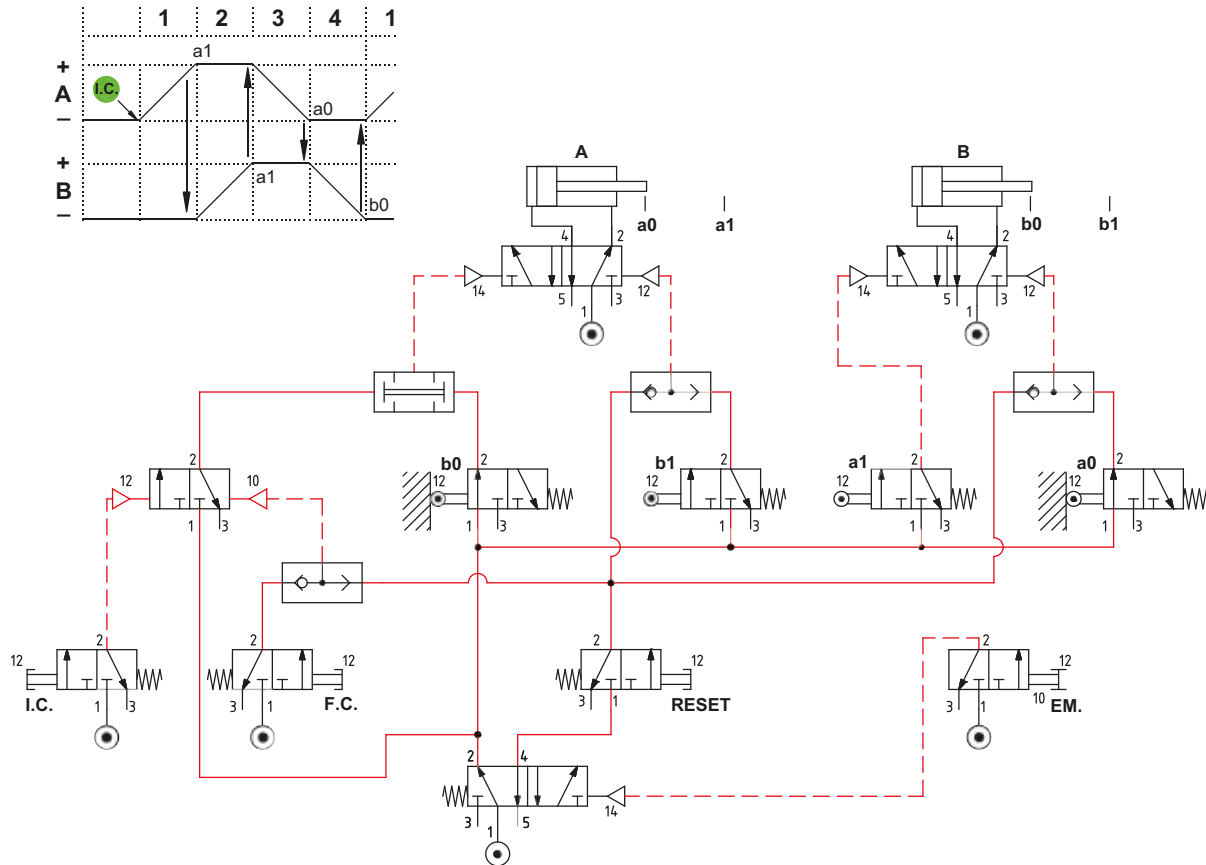 1 2 3 4 1
a1
+
A I.C.
−
a0
+
B a1
−
b0
A B
a0 a1 b0 b1
4 2 4 2
14 5 3 12 14 5 3 12
1 1
b0 2 b1 2 a1 2 a0 2
12 12 12 12
2
12 10
1 3 1 3 1 3 1 3
1 3
2 2 2 2
12 12 12
I.C. 1 3 3 1 F.C. 3 1 RESET 3 1 10 EM.
2 4
14
3 5
1